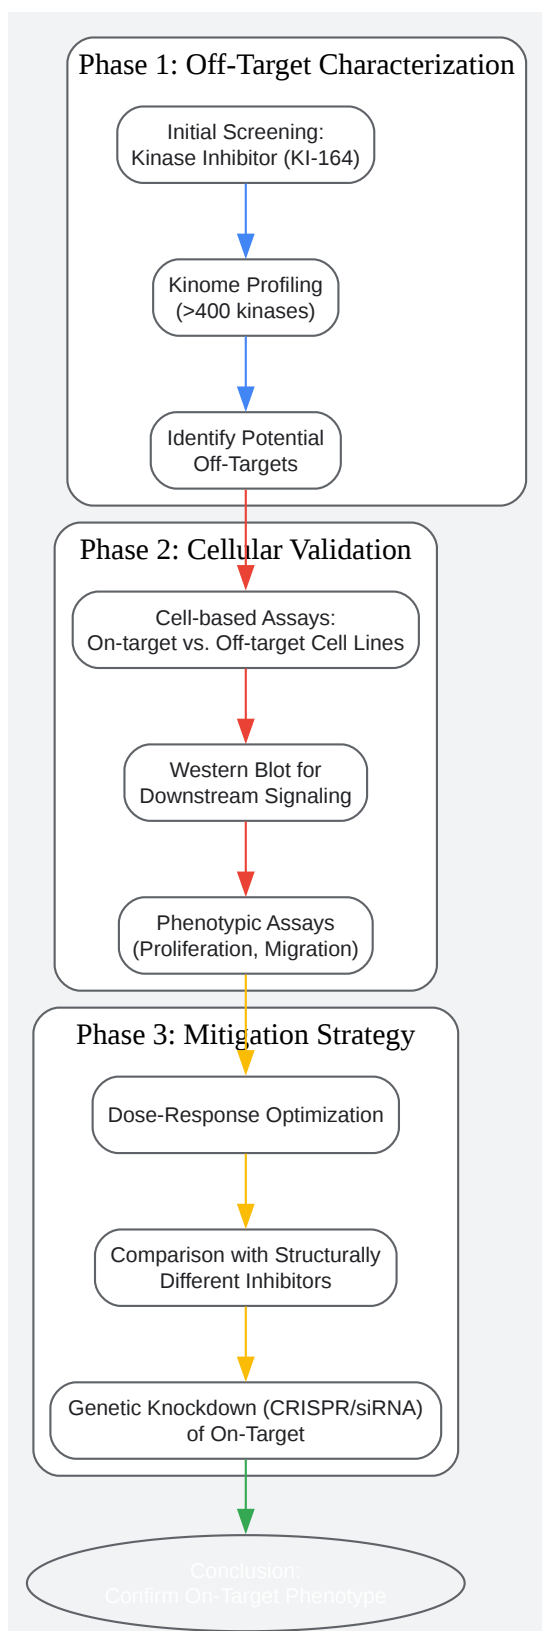 Phase 1: Off-Target Characterization
Initial Screening:
Kinase Inhibitor (KI-164)
Kinome Profiling
(>400 kinases)
Identify Potential
Off-Targets
Phase 2: Cellular Validation
Cell-based Assays:
On-target vs. Off-target Cell Lines
Western Blot for
Downstream Signaling
Phenotypic Assays
(Proliferation, Migration)
Phase 3: Mitigation Strategy
Dose-Response Optimization
Comparison with Structurally
Different Inhibitors
Genetic Knockdown (CRISPR/siRNA)
of On-Target
Conclusion:
Confirm On-Target Phenotype